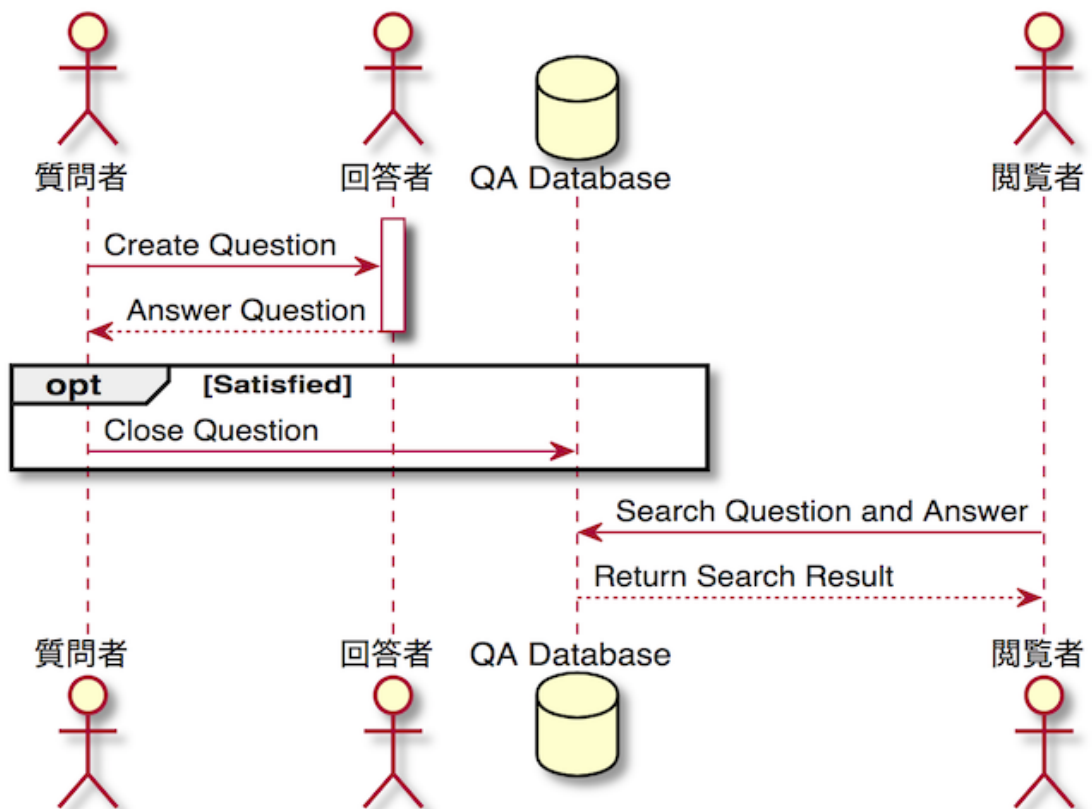 質問者
回答者
QA Database
閲覧者
Create Question
Answer Question
opt
[Satisfied]
Close Question
Search Question and Answer
Return Search Result
質問者
回答者
QA Database
閲覧者